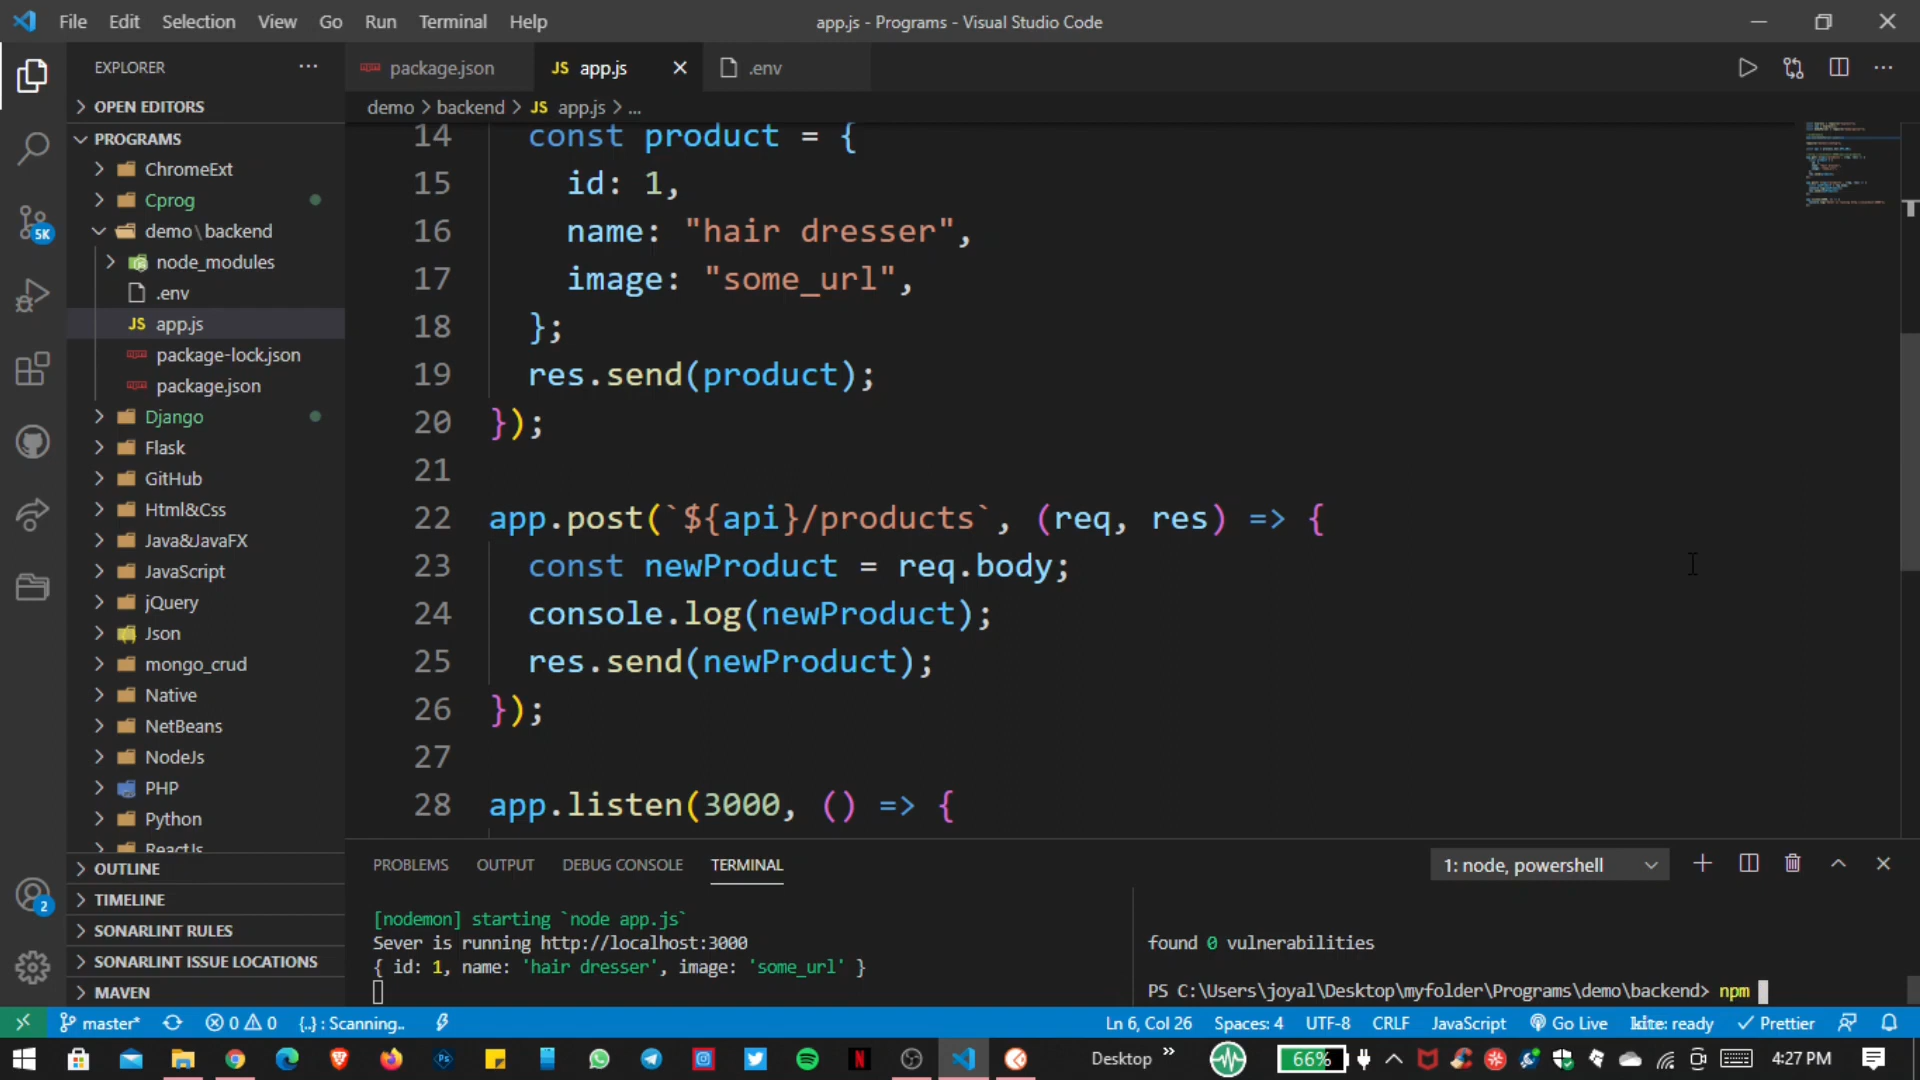 File Edit Selection View Go Run Terminal Help
app.js - Programs - Visual Studio Code
EXPLORER
package.json
JS app.js
.env
OPEN EDITORS
demo > backend > JS app.js > ...
PROGRAMS
ChromeExt
Cprog
demo\backend
node_modules
.env
JS app.js
package-lock.json
package.json
Django
Flask
GitHub
Html&Css
Java&JavaFX
JavaScript
jQuery
Json
mongo_crud
Native
NetBeans
NodeJs
PHP
Python
ReactJs
OUTLINE
TIMELINE
SONARLINT RULES
SONARLINT ISSUE LOCATIONS
MAVEN
5K
2
14 const product = {
15 id: 1,
16 name: "hair dresser",
17 image: "some_url",
18 };
19 res.send(product);
20 });
21
22 app.post(`${api}/products`, (req, res) => {
23 const newProduct = req.body;
24 console.log(newProduct);
25 res.send(newProduct);
26 });
27
28 app.listen(3000, () => {
PROBLEMS OUTPUT DEBUG CONSOLE TERMINAL
1: node, powershell
[nodemon] starting `node app.js`
Sever is running http://localhost:3000
{ id: 1, name: 'hair dresser', image: 'some_url' }
found 0 vulnerabilities
PS C:\Users\joyal\Desktop\myfolder\Programs\demo\backend> npm
master* 0 0 {..} : Scanning..
Ln 6, Col 26 Spaces: 4 UTF-8 CRLF JavaScript Go Live kite: ready Prettier
Desktop » 66% 4:27 PM